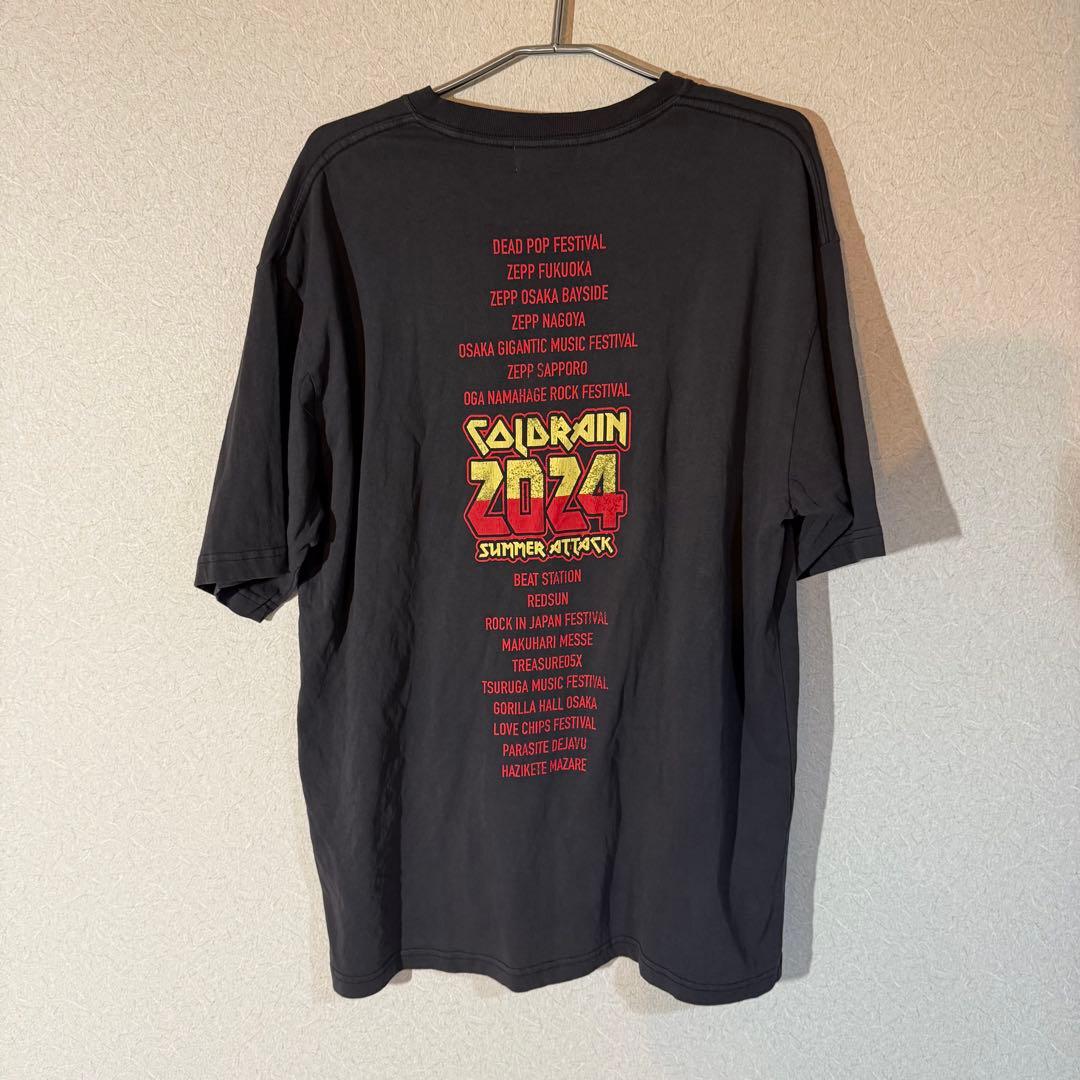 DEAD POP FESTiVAL
ZEPP FUKUOKA
ZEPP OSAKA BAYSIDE
ZEPP NAGOYA
OSAKA GIGANTIC MUSIC FESTIVAL
ZEPP SAPPORO
OGA NAMAHAGE ROCK FESTIVAL
COLDRAIN
2024
SUMMER ATTACK
BEAT STATION
REDSUN
ROCK IN JAPAN FESTIVAL
MAKUHARI MESSE
TREASURE05X
TSURUGA MUSIC FESTIVAL
GORILLA HALL OSAKA
LOVE CHIPS FESTIVAL
PARASITE DEJAVU
HAZIKETE MAZARE